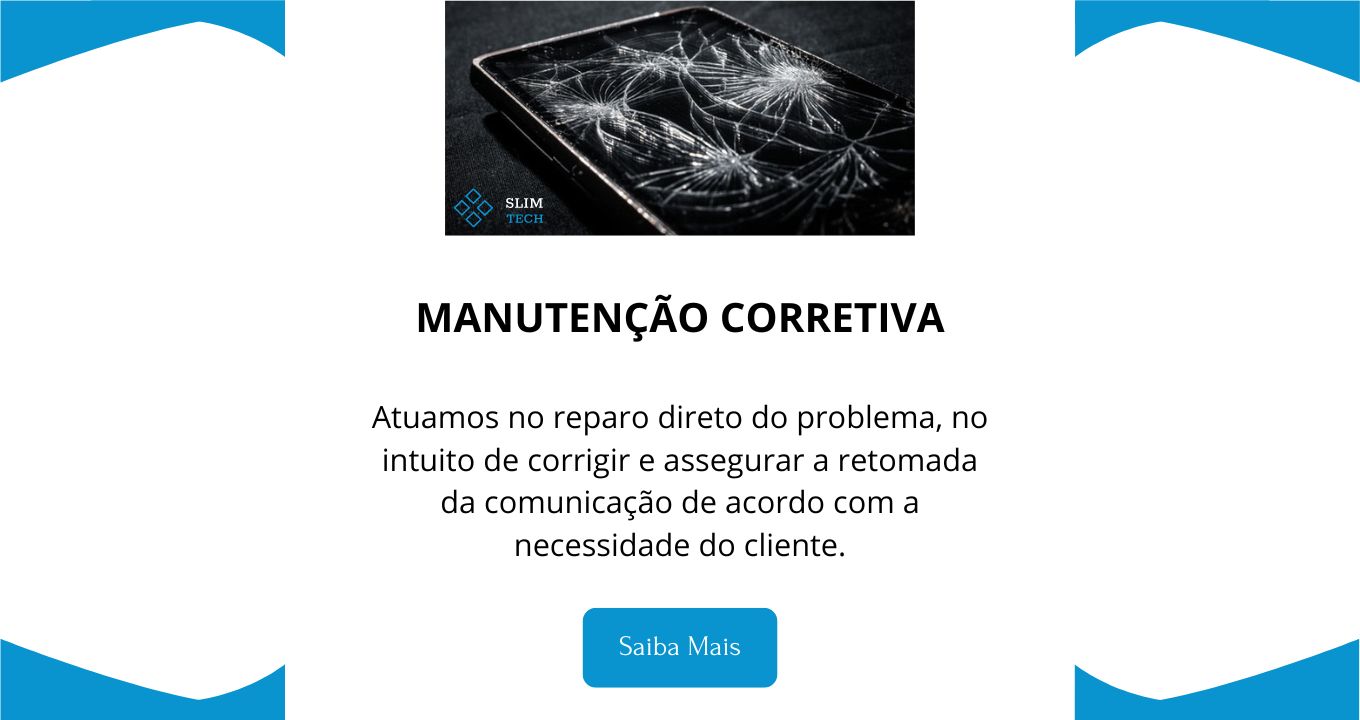 SLIM
TECH
MANUTENÇÃO CORRETIVA
Atuamos no reparo direto do problema, no
intuito de corrigir e assegurar a retomada
da comunicação de acordo com a
necessidade do cliente.
Saiba Mais